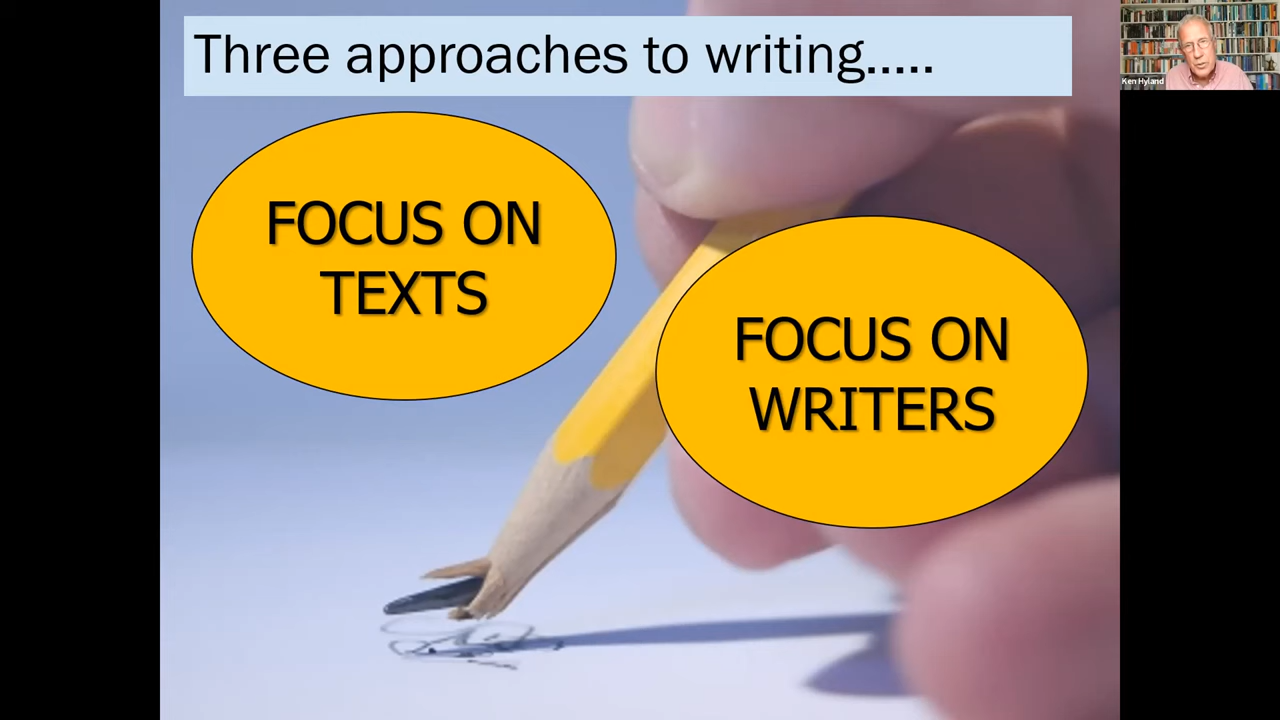 Three approaches to writing.....
Ken Hyland
FOCUS ON
TEXTS
FOCUS ON
WRITERS